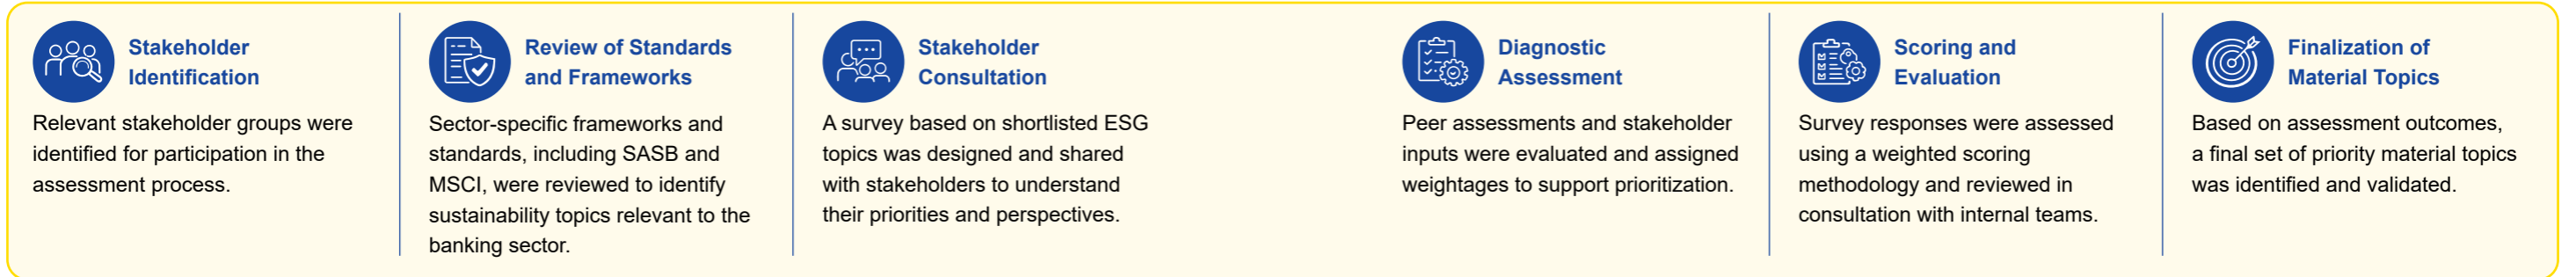 Stakeholder
Identification
Relevant stakeholder groups were
identified for participation in the
assessment process.
Review of Standards
and Frameworks
Sector-specific frameworks and
standards, including SASB and
MSCI, were reviewed to identify
sustainability topics relevant to the
banking sector.
Stakeholder
Consultation
A survey based on shortlisted ESG
topics was designed and shared
with stakeholders to understand
their priorities and perspectives.
Diagnostic
Assessment
Peer assessments and stakeholder
inputs were evaluated and assigned
weightages to support prioritization.
Scoring and
Evaluation
Survey responses were assessed
using a weighted scoring
methodology and reviewed in
consultation with internal teams.
Finalization of
Material Topics
Based on assessment outcomes,
a final set of priority material topics
was identified and validated.